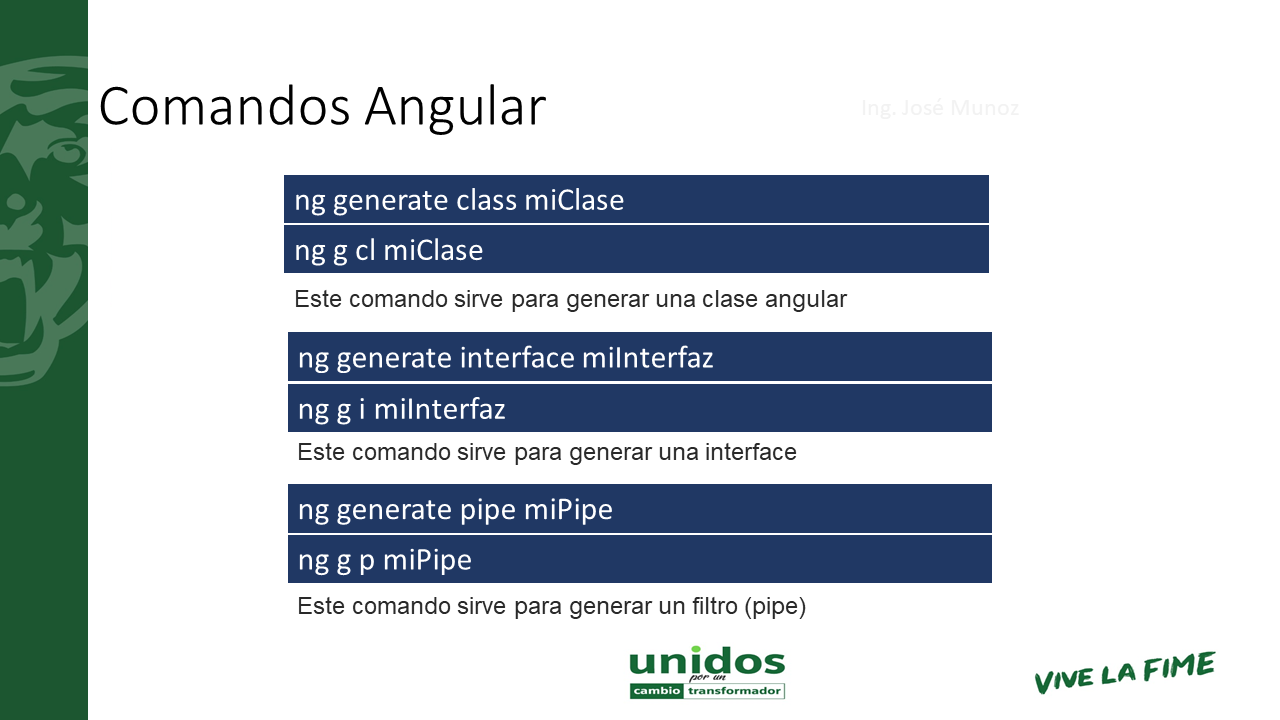 Comandos Angular
Ing. José Munoz
ng generate class miClase
ng g cl miClase
Este comando sirve para generar una clase angular
ng generate interface miInterfaz
ng g i miInterfaz
Este comando sirve para generar una interface
ng generate pipe miPipe
ng g p miPipe
Este comando sirve para generar un filtro (pipe)
unidos
por un
cambio transformador
VIVE LA FIME